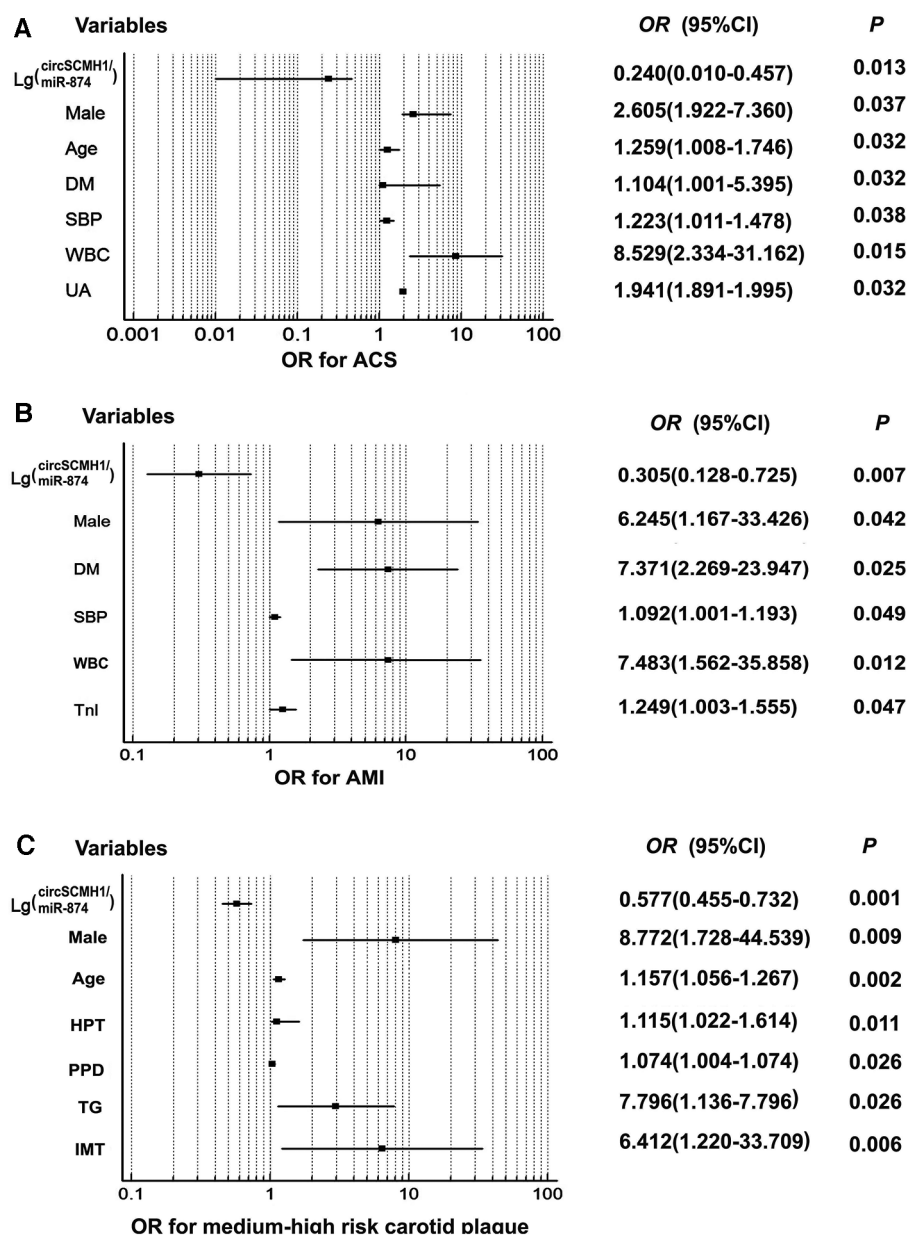 A Variables OR (95%CI) P
Lg(circSCMH1/miR-874) 0.240(0.010-0.457) 0.013
Male 2.605(1.922-7.360) 0.037
Age 1.259(1.008-1.746) 0.032
DM 1.104(1.001-5.395) 0.032
SBP 1.223(1.011-1.478) 0.038
WBC 8.529(2.334-31.162) 0.015
UA 1.941(1.891-1.995) 0.032
0.001 0.01 0.1 1 10 100
OR for ACS
B Variables OR (95%CI) P
Lg(circSCMH1/miR-874) 0.305(0.128-0.725) 0.007
Male 6.245(1.167-33.426) 0.042
DM 7.371(2.269-23.947) 0.025
SBP 1.092(1.001-1.193) 0.049
WBC 7.483(1.562-35.858) 0.012
TnI 1.249(1.003-1.555) 0.047
0.1 1 10 100
OR for AMI
C Variables OR (95%CI) P
Lg(circSCMH1/miR-874) 0.577(0.455-0.732) 0.001
Male 8.772(1.728-44.539) 0.009
Age 1.157(1.056-1.267) 0.002
HPT 1.115(1.022-1.614) 0.011
PPD 1.074(1.004-1.074) 0.026
TG 7.796(1.136-7.796) 0.026
IMT 6.412(1.220-33.709) 0.006
0.1 1 10 100
OR for medium-high risk carotid plaque